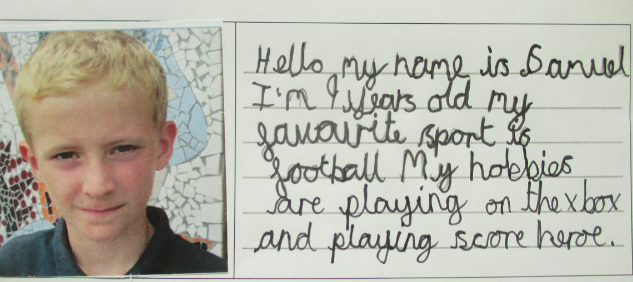 Hello my name is Samuel
I'm 9 years old my
favourite sport is
football My hobbies
are playing on the xbox
and playing score heroe.